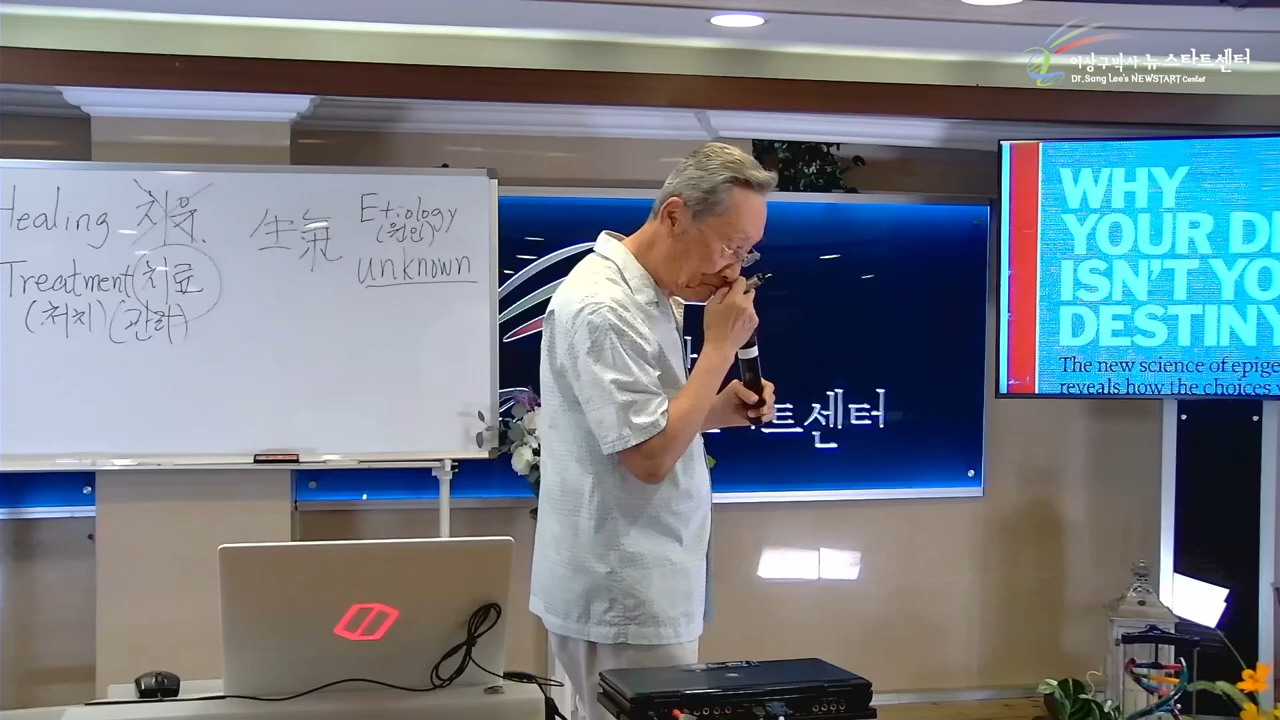 이상구박사 뉴스타트센터
Dr. Sang Lee's NEWSTART Center
Healing 치유
Treatment (치료)
(처치) (관리)
生氣
Etiology
(원인)
unknown
트센터
WHY
YOUR D
ISN'T YO
DESTINY
The new science of epige
reveals how the choices